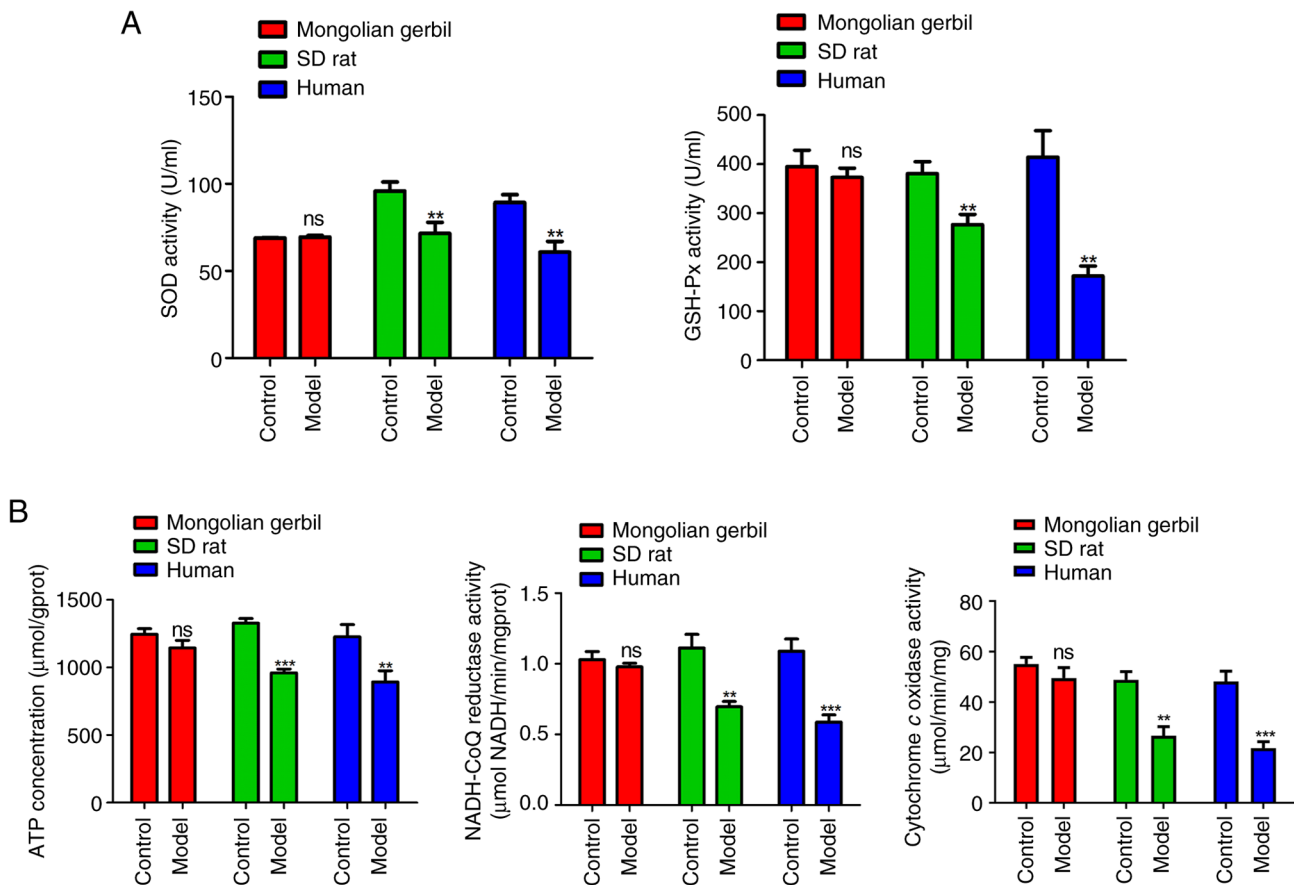 A
Mongolian gerbil
SD rat
Human
SOD activity (U/ml)
150
100
50
0
ns
**
**
Control
Model
Control
Model
Control
Model
Mongolian gerbil
SD rat
Human
GSH-Px activity (U/ml)
500
400
300
200
100
0
ns
**
**
Control
Model
Control
Model
Control
Model
B
Mongolian gerbil
SD rat
Human
ATP concentration (µmol/gprot)
1500
1000
500
0
ns
***
**
Control
Model
Control
Model
Control
Model
Mongolian gerbil
SD rat
Human
NADH-CoQ reductase activity
(µmol NADH/min/mgprot)
1.5
1.0
0.5
0.0
ns
**
***
Control
Model
Control
Model
Control
Model
Mongolian gerbil
SD rat
Human
Cytochrome c oxidase activity
(µmol/min/mg)
80
60
40
20
0
ns
**
***
Control
Model
Control
Model
Control
Model